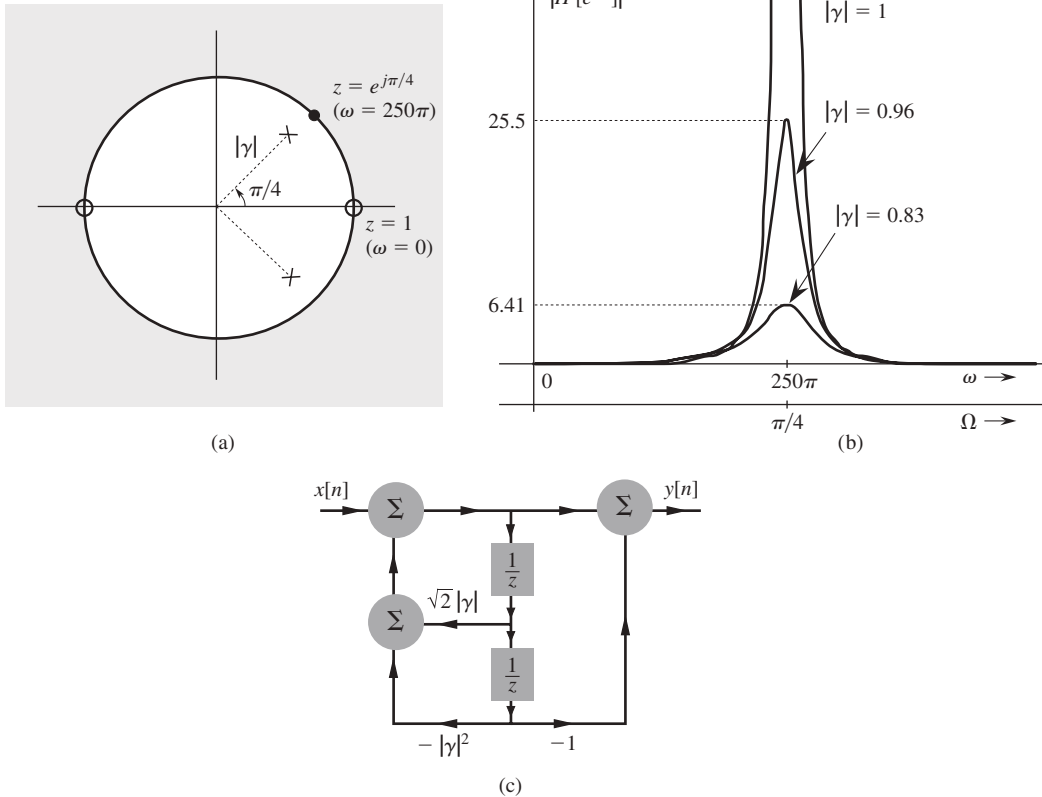 z = e^{jπ/4}
(ω = 250π)
|γ|
π/4
z = 1
(ω = 0)
(a)
|γ| = 1
|γ| = 0.96
25.5
|γ| = 0.83
6.41
0
250π
ω
π/4
Ω
(b)
x[n]
Σ
Σ
y[n]
1/z
√2 |γ|
Σ
1/z
− |γ|²
−1
(c)